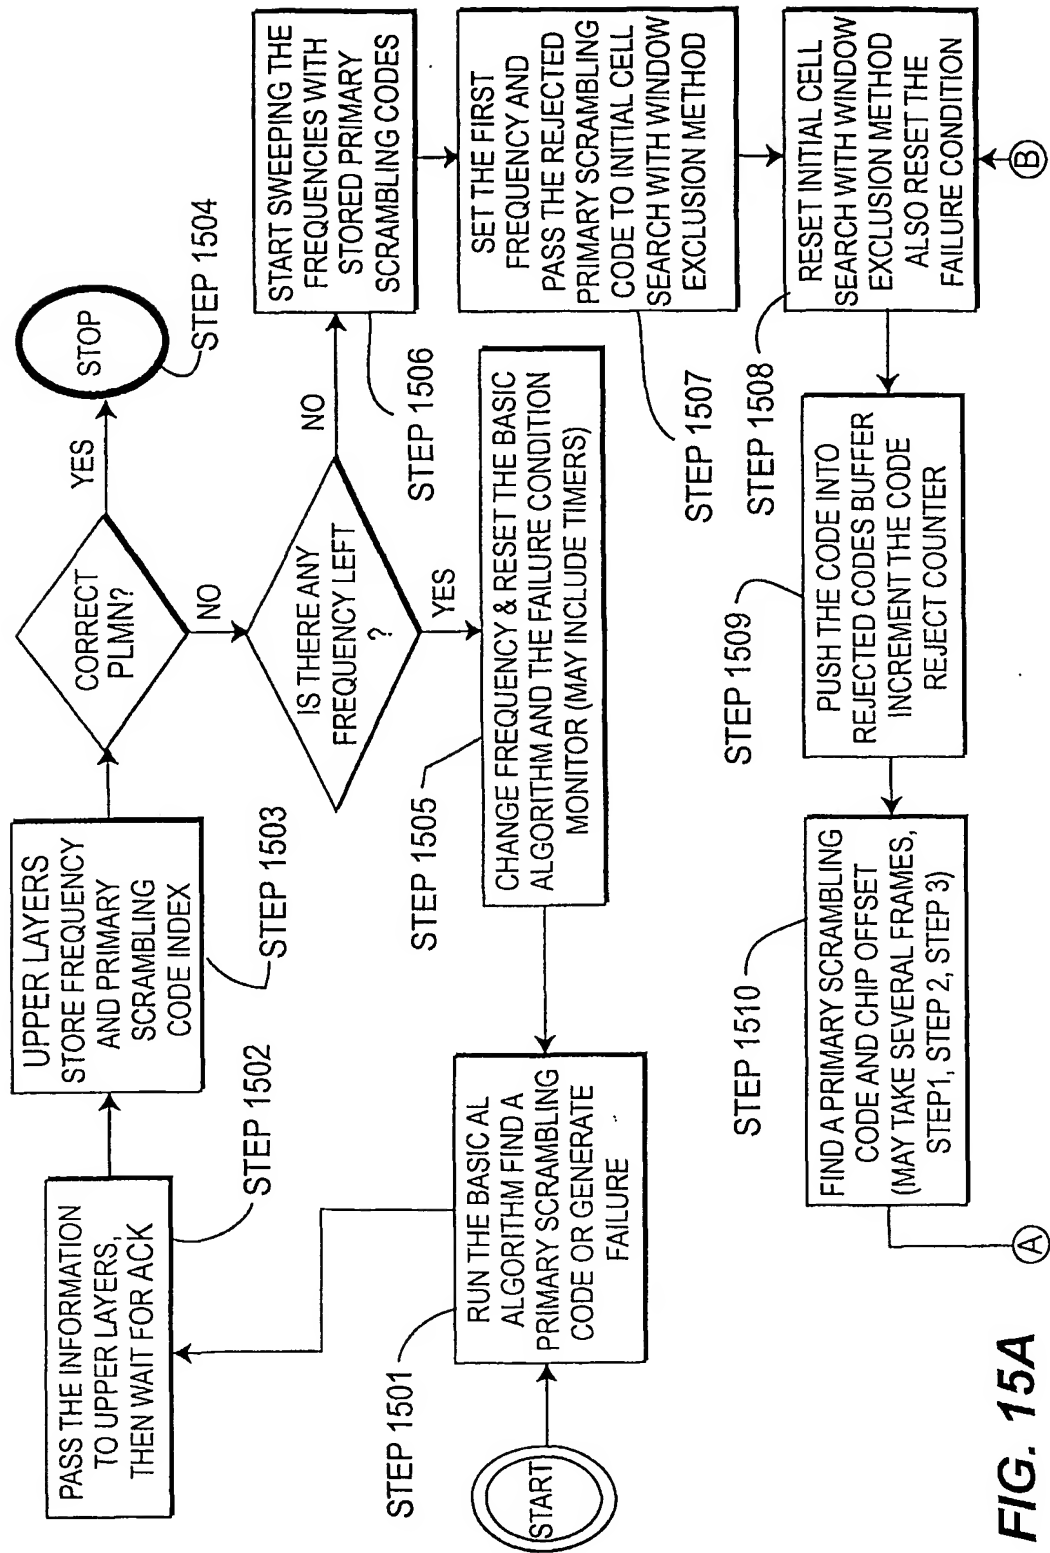 START
STEP 1501
RUN THE BASIC AL
ALGORITHM FIND A
PRIMARY SCRAMBLING
CODE OR GENERATE
FAILURE
PASS THE INFORMATION
TO UPPER LAYERS,
THEN WAIT FOR ACK
STEP 1502
UPPER LAYERS
STORE FREQUENCY
AND PRIMARY
SCRAMBLING
CODE INDEX
STEP 1503
CORRECT
PLMN?
YES
STOP
STEP 1504
NO
IS THERE ANY
FREQUENCY LEFT
?
YES
NO
STEP 1505
CHANGE FREQUENCY & RESET THE BASIC
ALGORITHM AND THE FAILURE CONDITION
MONITOR (MAY INCLUDE TIMERS)
START SWEEPING THE
FREQUENCIES WITH
STORED PRIMARY
SCRAMBLING CODES
STEP 1506
SET THE FIRST
FREQUENCY AND
PASS THE REJECTED
PRIMARY SCRAMBLING
CODE TO INITIAL CELL
SEARCH WITH WINDOW
EXCLUSION METHOD
STEP 1507
STEP 1508
RESET INITIAL CELL
SEARCH WITH WINDOW
EXCLUSION METHOD
ALSO RESET THE
FAILURE CONDITION
B
STEP 1509
PUSH THE CODE INTO
REJECTED CODES BUFFER
INCREMENT THE CODE
REJECT COUNTER
STEP 1510
FIND A PRIMARY SCRAMBLING
CODE AND CHIP OFFSET
(MAY TAKE SEVERAL FRAMES,
STEP1, STEP 2, STEP 3)
A
FIG. 15A